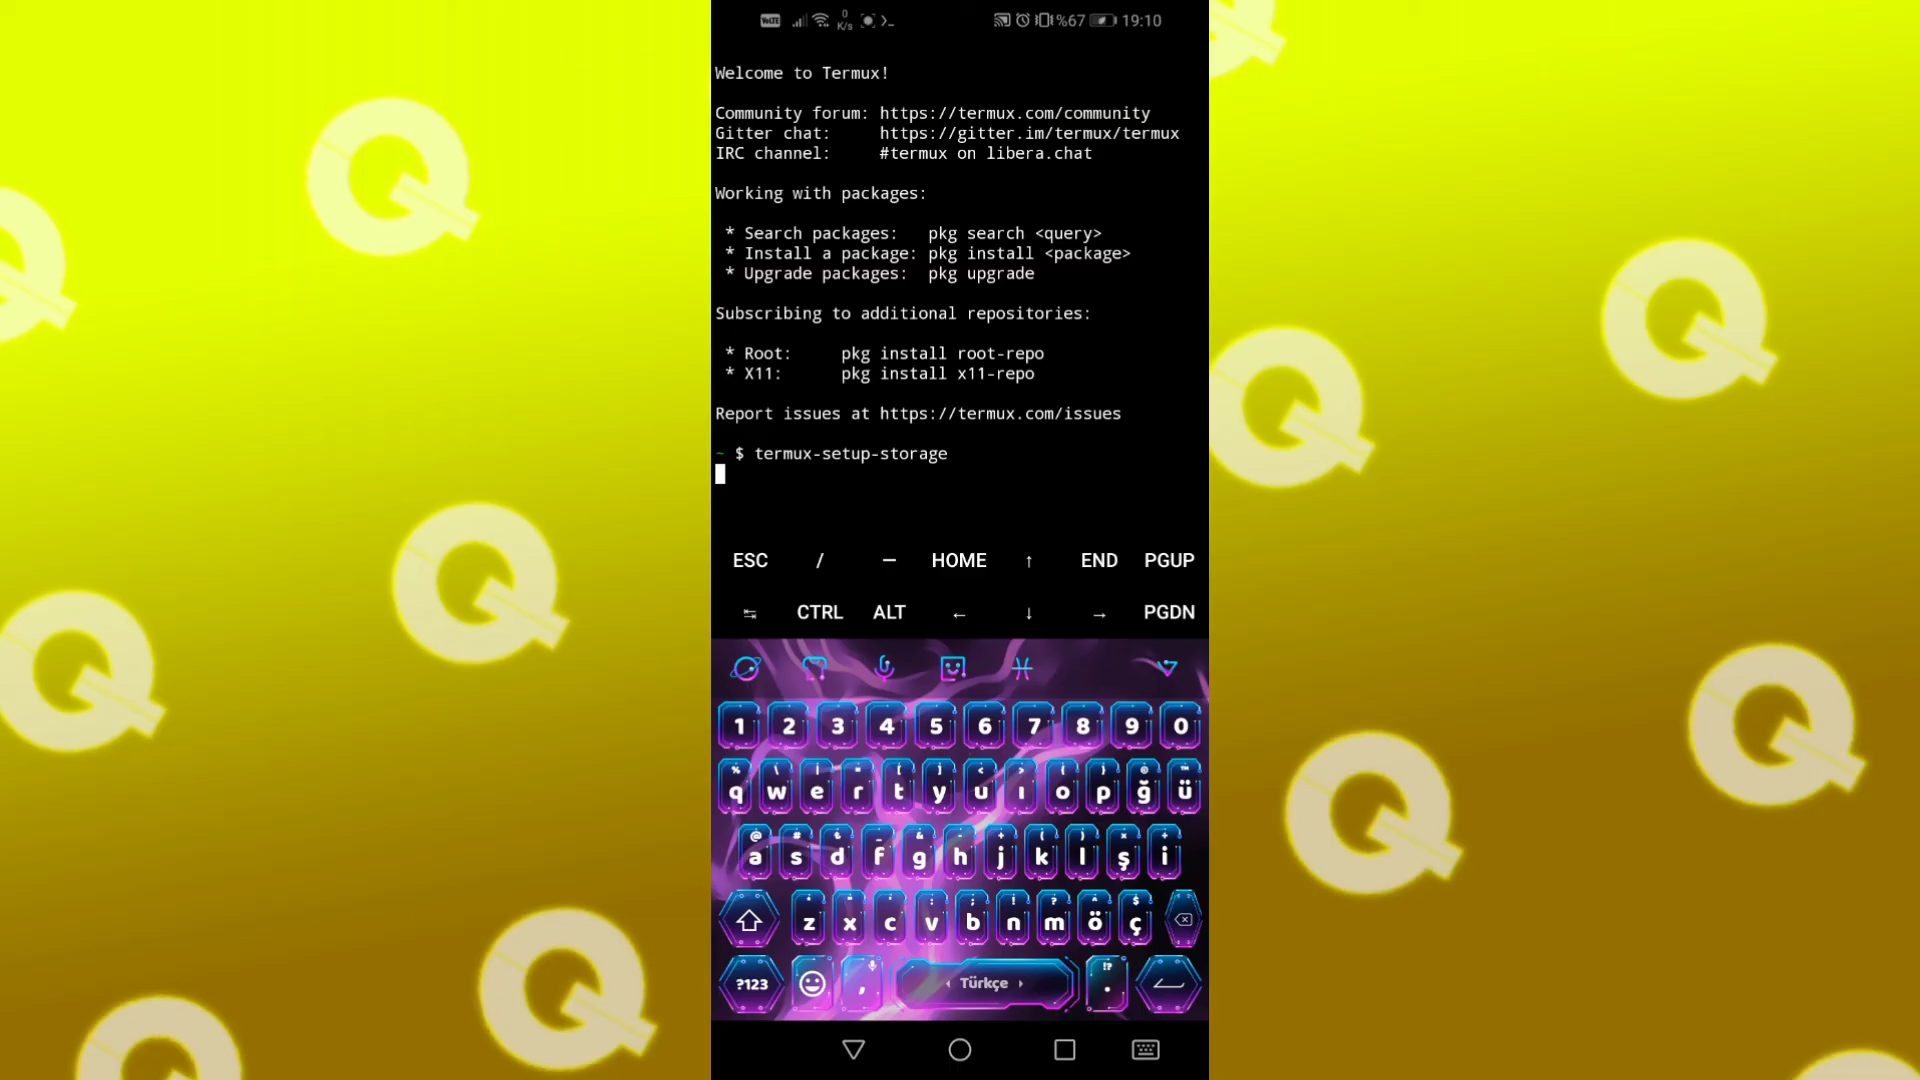 VoLTE 0 K/s %67 19:10
Welcome to Termux!
Community forum: https://termux.com/community
Gitter chat: https://gitter.im/termux/termux
IRC channel: #termux on libera.chat
Working with packages:
* Search packages: pkg search <query>
* Install a package: pkg install <package>
* Upgrade packages: pkg upgrade
Subscribing to additional repositories:
* Root: pkg install root-repo
* X11: pkg install x11-repo
Report issues at https://termux.com/issues
~ $ termux-setup-storage
ESC / — HOME ↑ END PGUP
↹ CTRL ALT ← ↓ → PGDN
1 2 3 4 5 6 7 8 9 0
q w e r t y u ı o p ğ ü
a s d f g h j k l ş i
z x c v b n m ö ç
?123 , Türkçe .